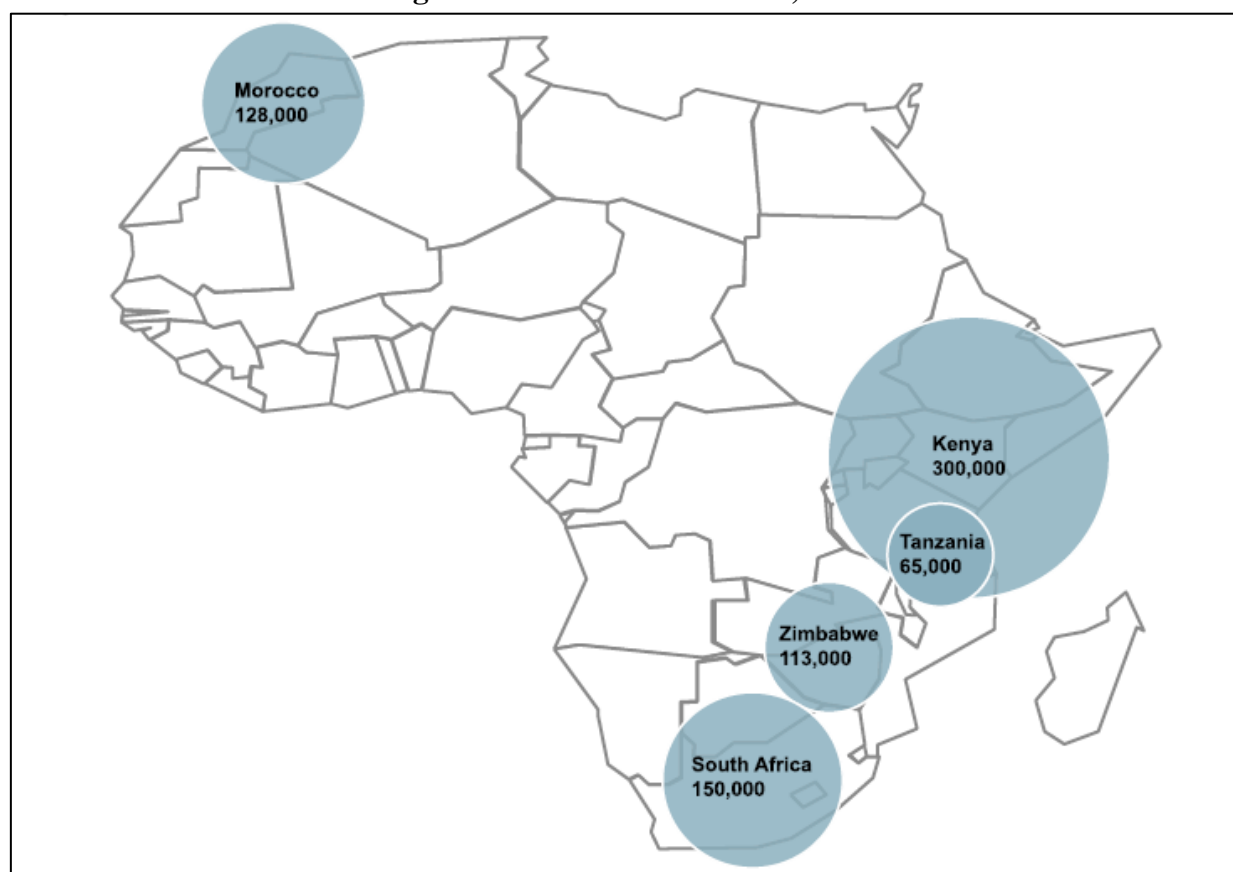 Morocco
128,000
Kenya
300,000
Tanzania
65,000
Zimbabwe
113,000
South Africa
150,000